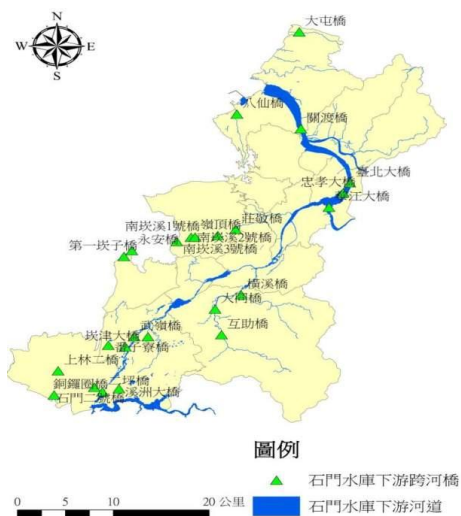 N
W E
S
大屯橋
八仙橋
關渡橋
臺北大橋
忠孝大橋
華江大橋
南崁溪1號橋
嶺頂橋
莊敬橋
永安橋
南崁溪2號橋
第一崁子橋
南崁溪3號橋
橫溪橋
互助橋
崁津大橋
武嶺橋
上林二橋
銅鑼圈橋
二坪橋
石門二號橋
溪洲大橋
圖例
石門水庫下游跨河橋
0 5 10 20 公里
石門水庫下游河道